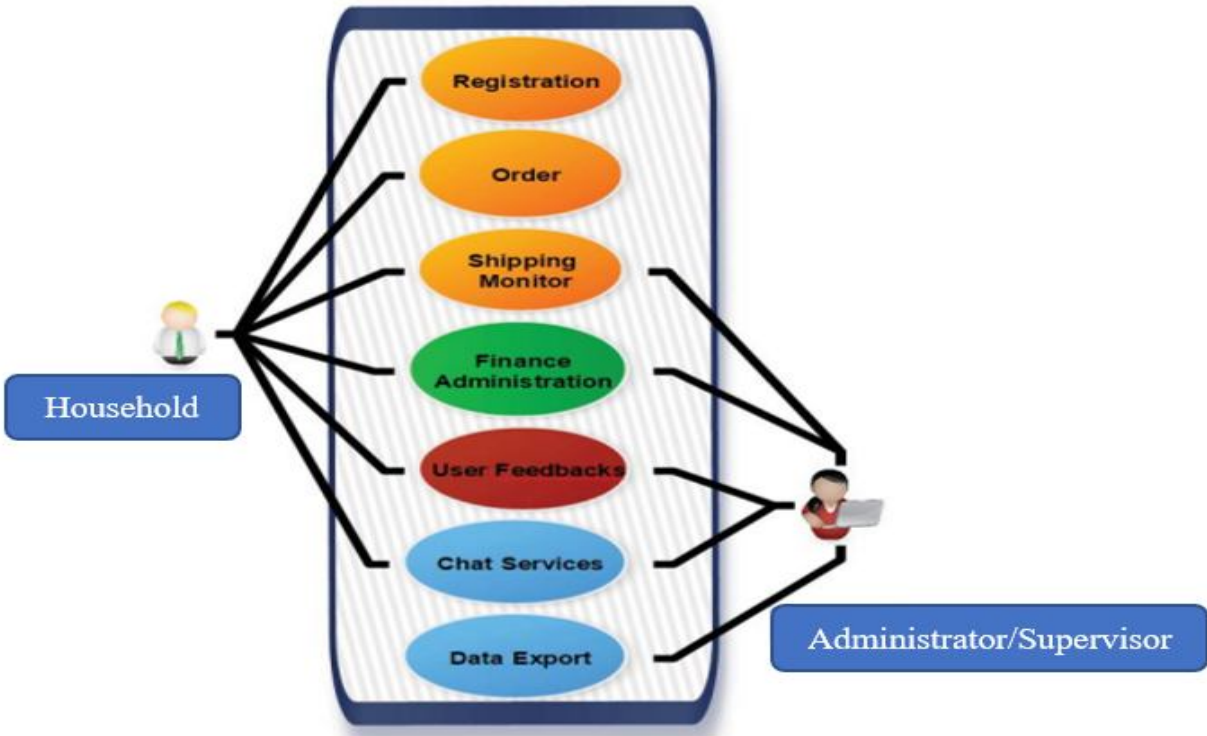 Registration
Order
Shipping
Monitor
Finance
Administration
User Feedbacks
Chat Services
Data Export
Household
Administrator/Supervisor